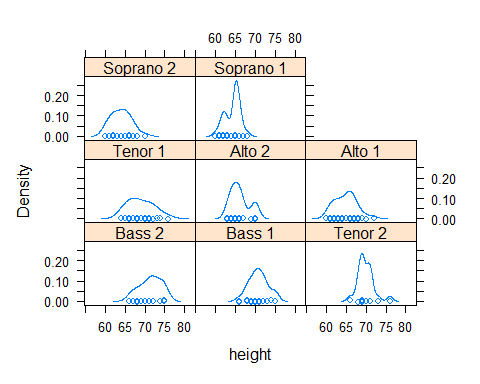 60 65 70 75 80
Soprano 2 Soprano 1
0.20
0.10
0.00
Tenor 1 Alto 2 Alto 1
0.20
0.10
0.00
Bass 2 Bass 1 Tenor 2
0.20
0.10
0.00
60 65 70 75 80 60 65 70 75 80
Density
height